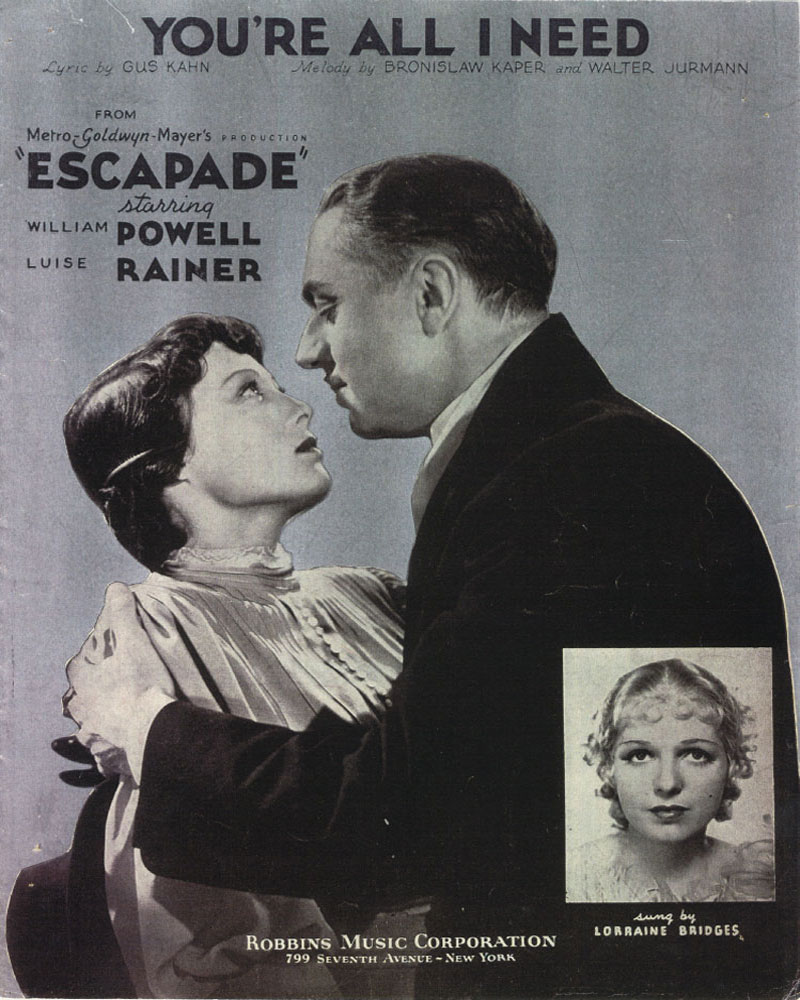 YOU'RE ALL I NEED
Lyric by GUS KAHN Melody by BRONISLAW KAPER and WALTER JURMANN
FROM
Metro-Goldwyn-Mayer's PRODUCTION
"ESCAPADE"
starring
WILLIAM POWELL
LUISE RAINER
sung by
LORRAINE BRIDGES
ROBBINS MUSIC CORPORATION
799 SEVENTH AVENUE ~ NEW YORK